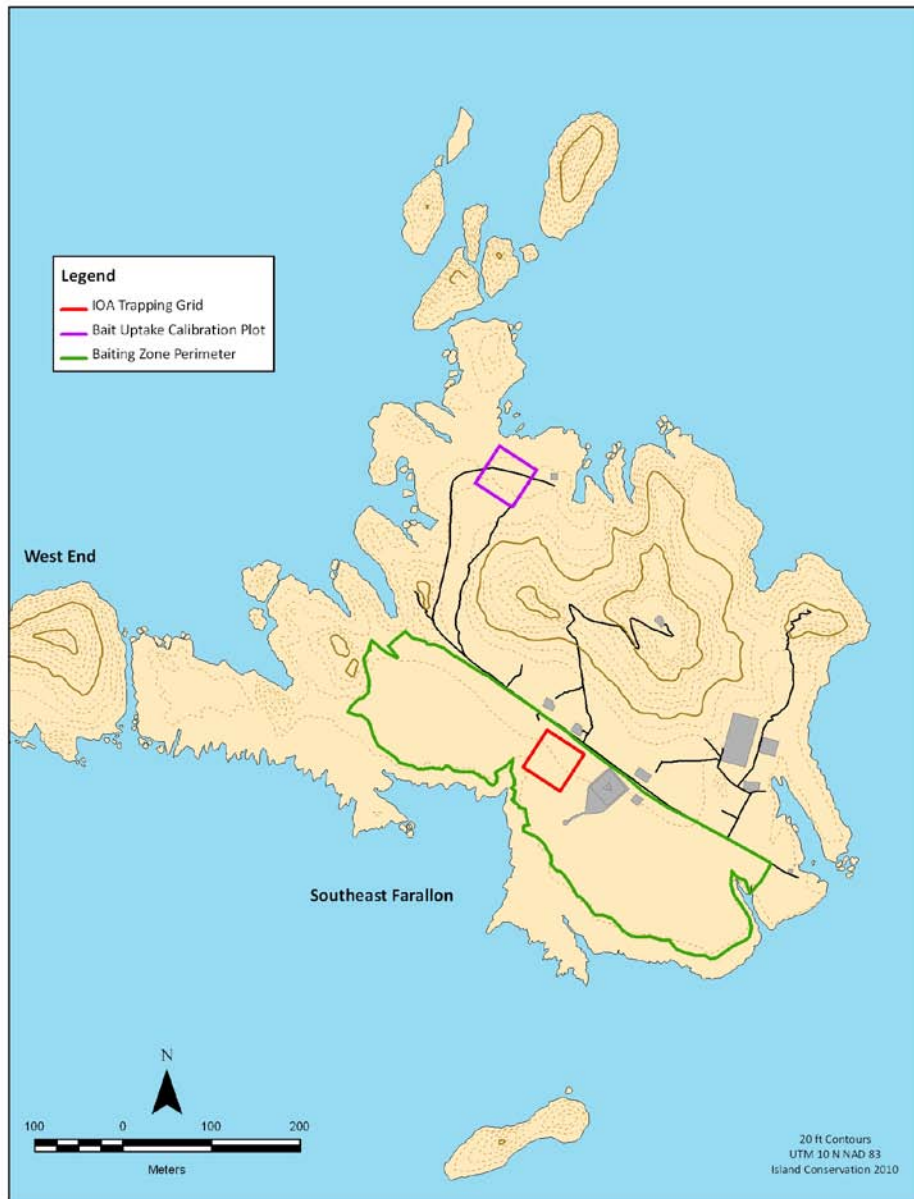 Legend
IOA Trapping Grid
Bait Uptake Calibration Plot
Baiting Zone Perimeter
West End
Southeast Farallon
N
100 0 100 200
Meters
20 ft Contours
UTM 10 N NAD 83
Island Conservation 2010